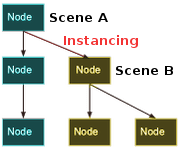 Node Scene A
Instancing
Node Node Scene B
Node Node Node